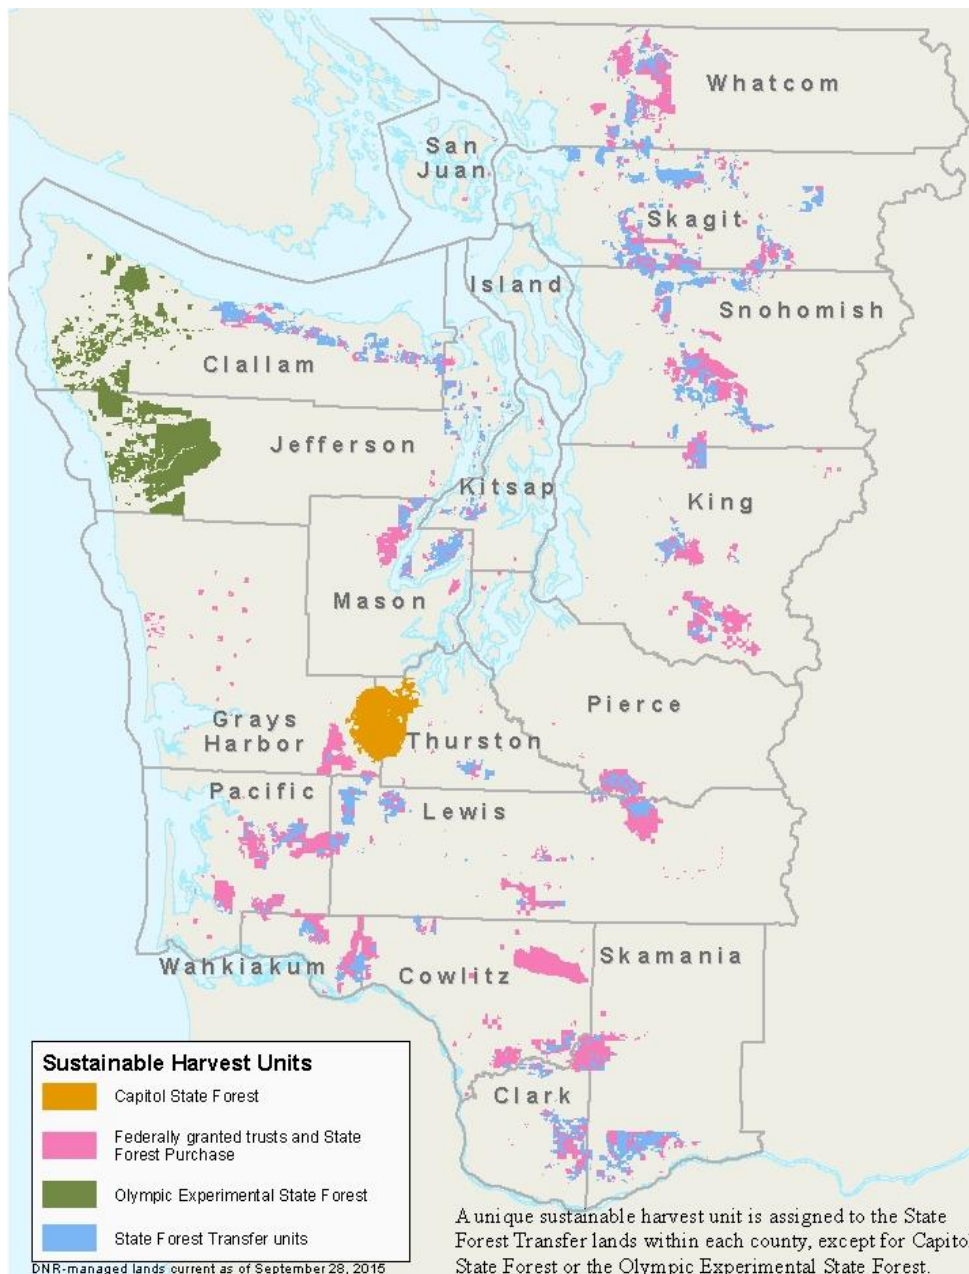 Whatcom
San
Juan
Skagit
Island
Snohomish
Clallam
Jefferson
Kitsap
King
Mason
Pierce
Grays
Harbor
Thurston
Pacific
Lewis
Wahkiakum
Cowlitz
Skamania
Clark
Sustainable Harvest Units
Capitol State Forest
Federally granted trusts and State
Forest Purchase
Olympic Experimental State Forest
State Forest Transfer units
DNR-managed lands current as of September 28, 2015
A unique sustainable harvest unit is assigned to the State
Forest Transfer lands within each county, except for Capitol
State Forest or the Olympic Experimental State Forest.